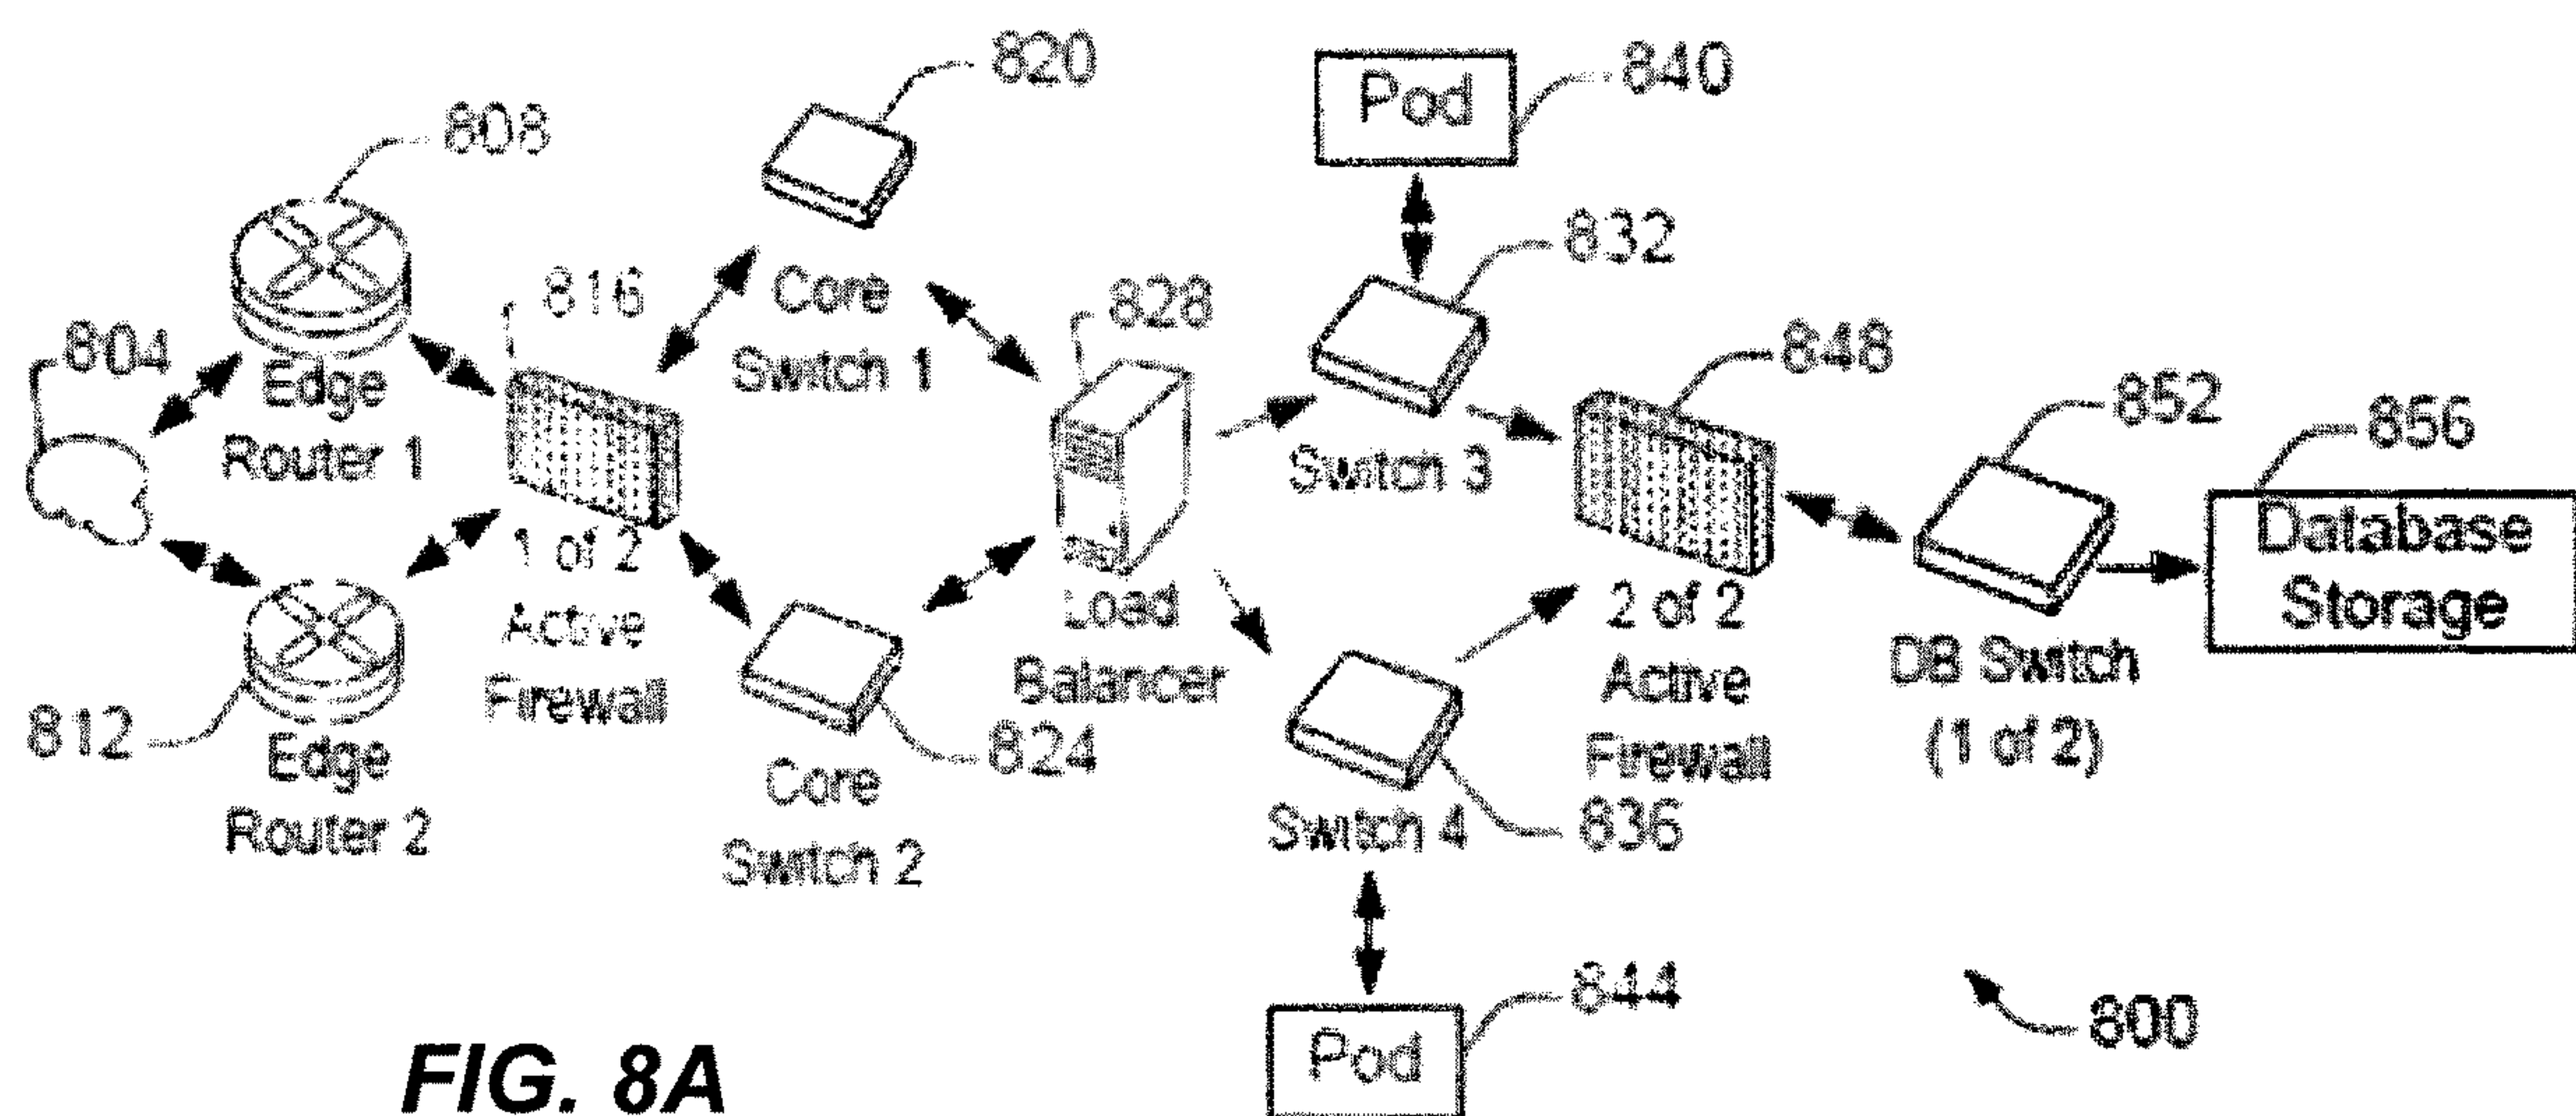 820
Pod
840
808
832
816
Core
Switch 1
828
848
804
Edge
Router 1
852
856
Switch 3
Database
Storage
1 of 2
Active
Firewall
Load
Balancer
2 of 2
Active
Firewall
DB Switch
(1 of 2)
812
Edge
Router 2
824
Core
Switch 2
Switch 4
836
844
Pod
800
FIG. 8A